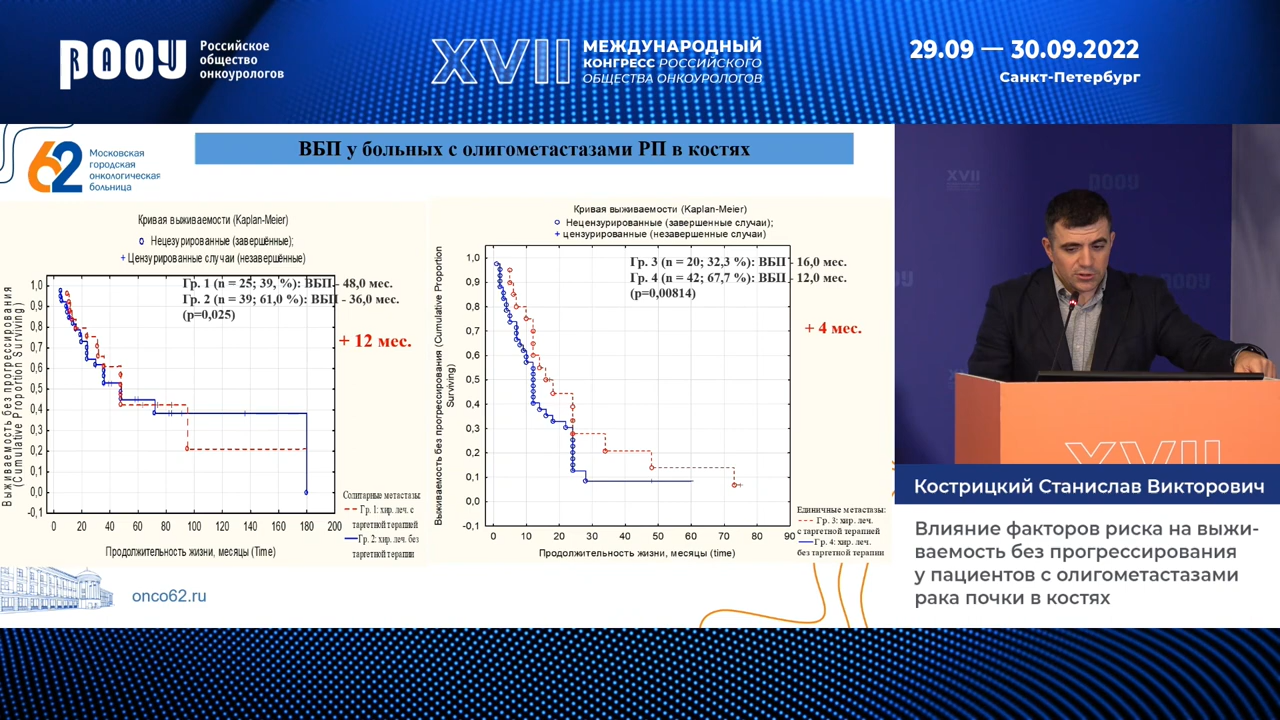 РАОУ
Российское
общество
онкоурологов
XVII
МЕЖДУНАРОДНЫЙ
КОНГРЕСС РОССИЙСКОГО
ОБЩЕСТВА ОНКОУРОЛОГОВ
29.09 — 30.09.2022
Санкт-Петербург
62
Московская
городская
онкологическая
больница
ВБП у больных с олигометастазами РП в костях
Кривая выживаемости (Kaplan-Meier)
Нецезурированные (завершённые);
+ Цензурированные случаи (незавершённые)
Гр. 1 (n = 25; 39, %): ВБП - 48,0 мес.
Гр. 2 (n = 39; 61,0 %): ВБП - 36,0 мес.
(p=0,025)
+ 12 мес.
Выживаемость без прогрессирования
(Cumulative Proportion Surviving)
1,0
0,9
0,8
0,7
0,6
0,5
0,4
0,3
0,2
0,1
0,0
-0,1
0 20 40 60 80 100 120 140 160 180 200
Продолжительность жизни, месяцы (Time)
Солитарные метастазы:
Гр. 1: хир. леч. с
таргетной терапией
Гр. 2: хир. леч. без
таргетной терапии
Кривая выживаемости (Kaplan-Meier)
Нецензурированные (завершенные случаи);
+ цензурированные (незавершенные случаи)
Гр. 3 (n = 20; 32,3 %): ВБП - 16,0 мес.
Гр. 4 (n = 42; 67,7 %): ВБП - 12,0 мес.
(p=0,00814)
+ 4 мес.
Выживаемость без прогрессирования (Cumulative Proportion
Surviving)
1,0
0,9
0,8
0,7
0,6
0,5
0,4
0,3
0,2
0,1
0,0
-0,1
0 10 20 30 40 50 60 70 80 90
Продолжительность жизни, месяцы (time)
Единичные метастазы:
Гр. 3: хир. леч.
с таргетной терапией
Гр. 4: хир. леч.
без таргетной терапии
onco62.ru
XVII
РООУ
XVII
Кострицкий Станислав Викторович
Влияние факторов риска на выжи-
ваемость без прогрессирования
у пациентов с олигометастазами
рака почки в костях